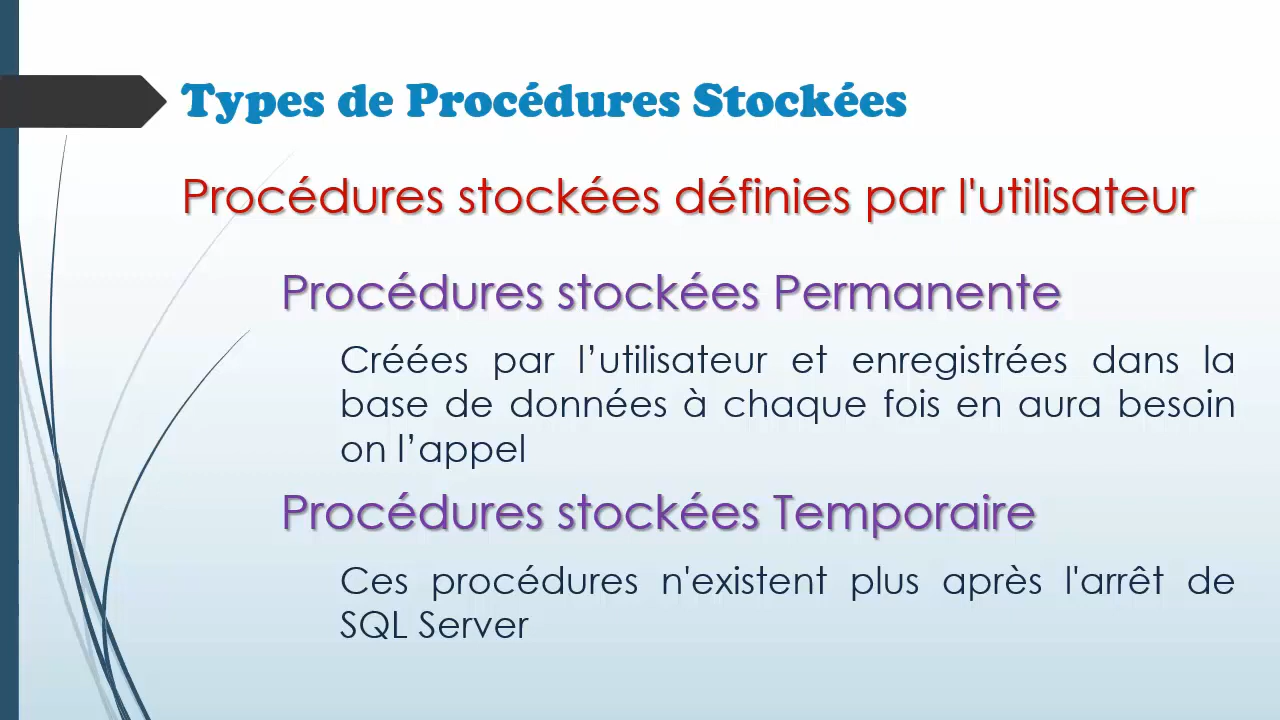 Types de Procédures Stockées
Procédures stockées définies par l'utilisateur
Procédures stockées Permanente
Créées par l’utilisateur et enregistrées dans la
base de données à chaque fois en aura besoin
on l’appel
Procédures stockées Temporaire
Ces procédures n'existent plus après l'arrêt de
SQL Server